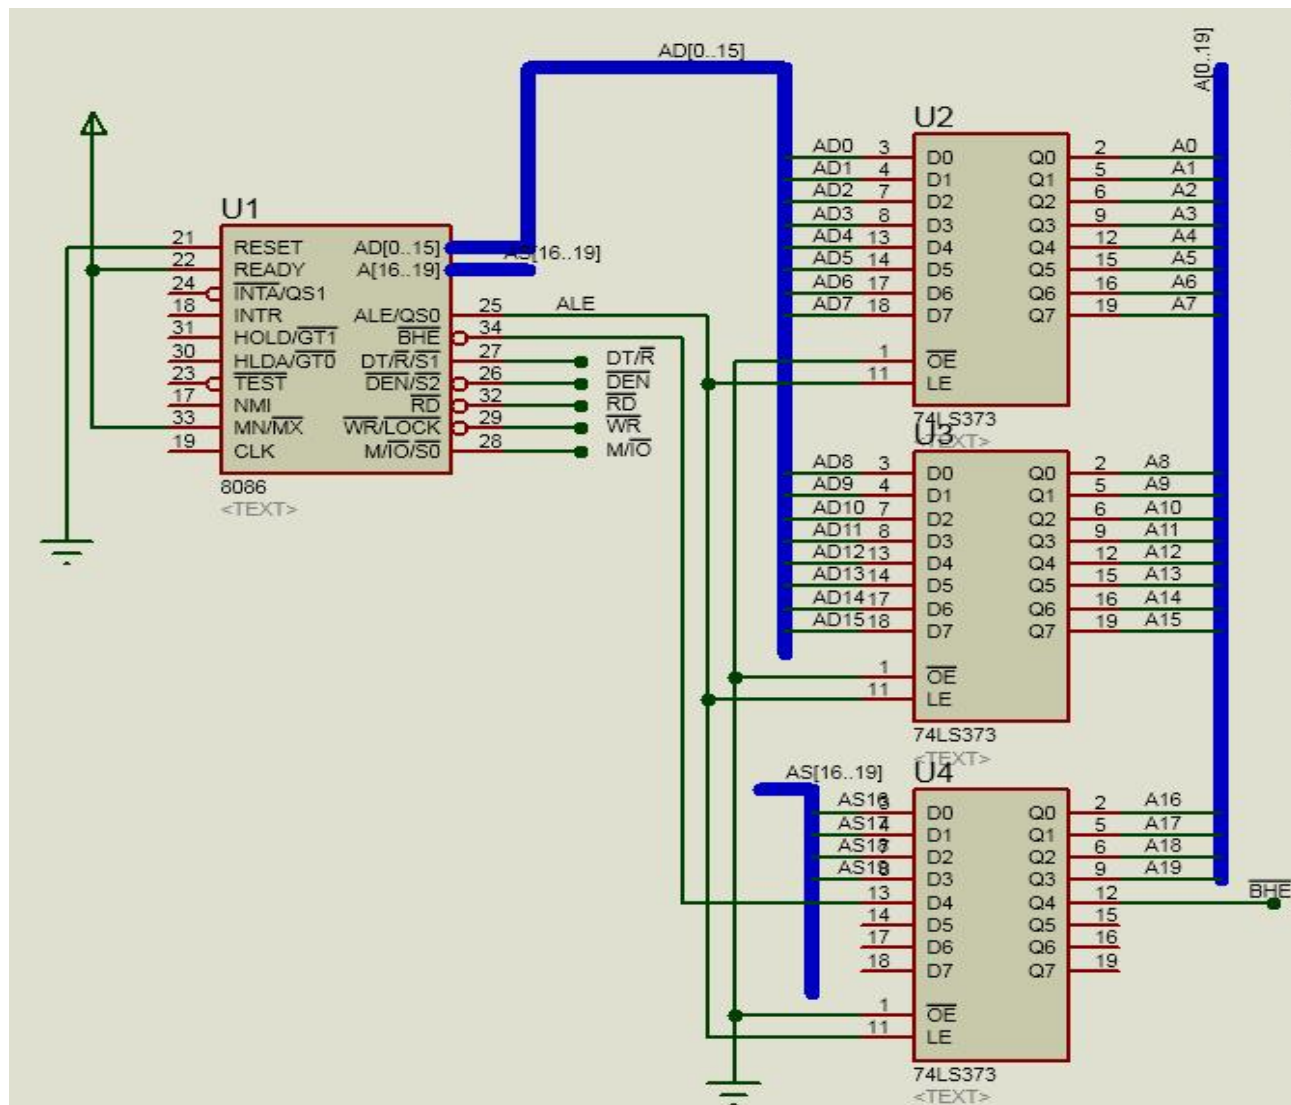 AD[0..15]
A[0..19]
U1
21 RESET AD[0..15]
22 READY A[16..19] AS[16..19]
24 INTA/QS1
18 INTR ALE/QS0 25 ALE
31 HOLD/GT1 BHE 34
30 HLDA/GT0 DT/R/S1 27 DT/R
23 TEST DEN/S2 26 DEN
17 NMI RD 32 RD
33 MN/MX WR/LOCK 29 WR
19 CLK M/IO/S0 28 M/IO
8086
<TEXT>
U2
AD0 3 D0 Q0 2 A0
AD1 4 D1 Q1 5 A1
AD2 7 D2 Q2 6 A2
AD3 8 D3 Q3 9 A3
AD4 13 D4 Q4 12 A4
AD5 14 D5 Q5 15 A5
AD6 17 D6 Q6 16 A6
AD7 18 D7 Q7 19 A7
1 OE
11 LE
74LS373
<TEXT>
U3
AD8 3 D0 Q0 2 A8
AD9 4 D1 Q1 5 A9
AD10 7 D2 Q2 6 A10
AD11 8 D3 Q3 9 A11
AD12 13 D4 Q4 12 A12
AD13 14 D5 Q5 15 A13
AD14 17 D6 Q6 16 A14
AD15 18 D7 Q7 19 A15
1 OE
11 LE
74LS373
<TEXT>
AS[16..19]
U4
AS16 3 D0 Q0 2 A16
AS17 4 D1 Q1 5 A17
AS18 7 D2 Q2 6 A18
AS19 8 D3 Q3 9 A19
13 D4 Q4 12 BHE
14 D5 Q5 15
17 D6 Q6 16
18 D7 Q7 19
1 OE
11 LE
74LS373
<TEXT>